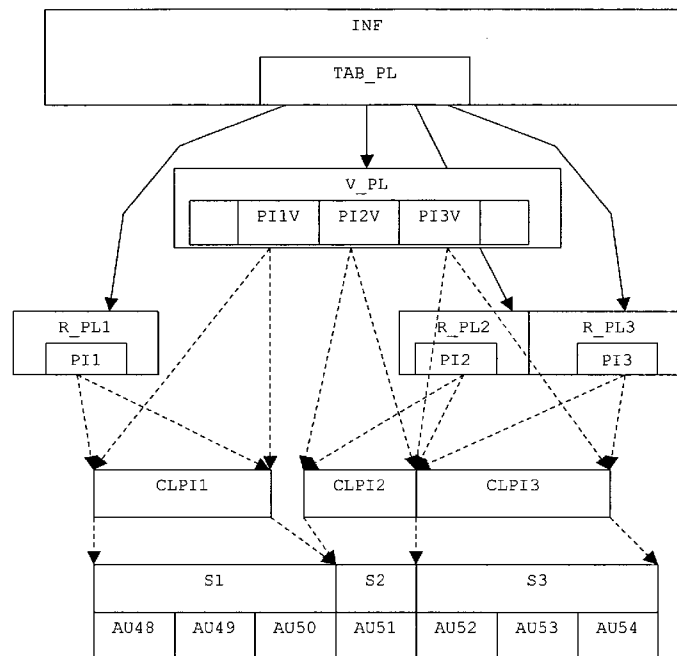 INF
TAB_PL
V_PL
PI1V PI2V PI3V
R_PL1 R_PL2 R_PL3
PI1 PI2 PI3
CLPI1 CLPI2 CLPI3
S1 S2 S3
AU48 AU49 AU50 AU51 AU52 AU53 AU54